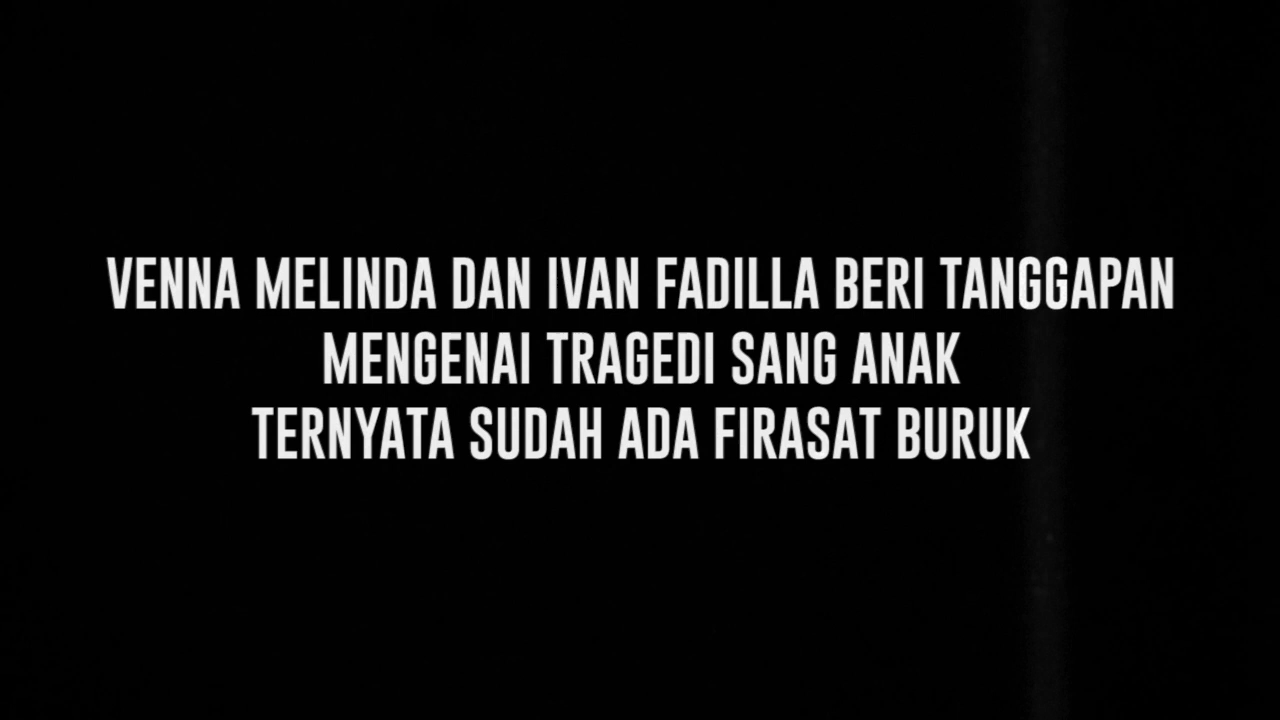 VENNA MELINDA DAN IVAN FADILLA BERI TANGGAPAN
MENGENAI TRAGEDI SANG ANAK
TERNYATA SUDAH ADA FIRASAT BURUK